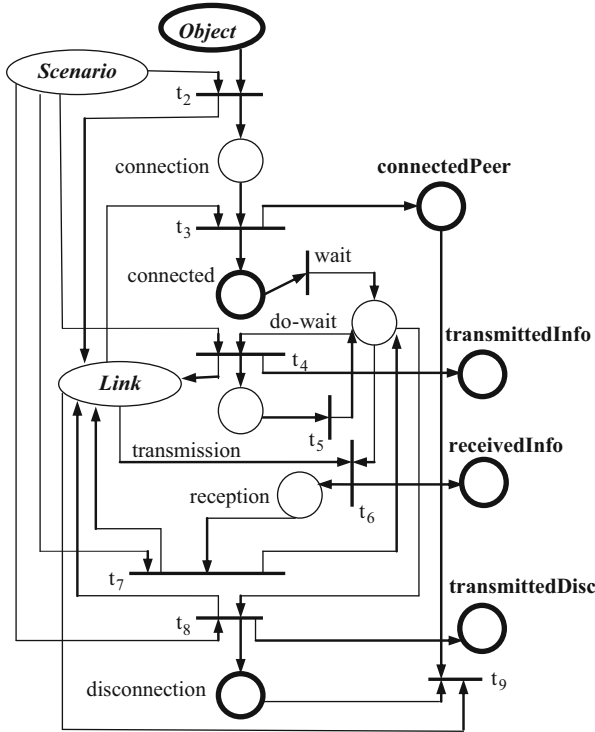 Object
Scenario
t2
connection
connectedPeer
t3
wait
connected
do-wait
transmittedInfo
t4
Link
t5
receivedInfo
transmission
reception
t6
t7
transmittedDisc
t8
disconnection
t9